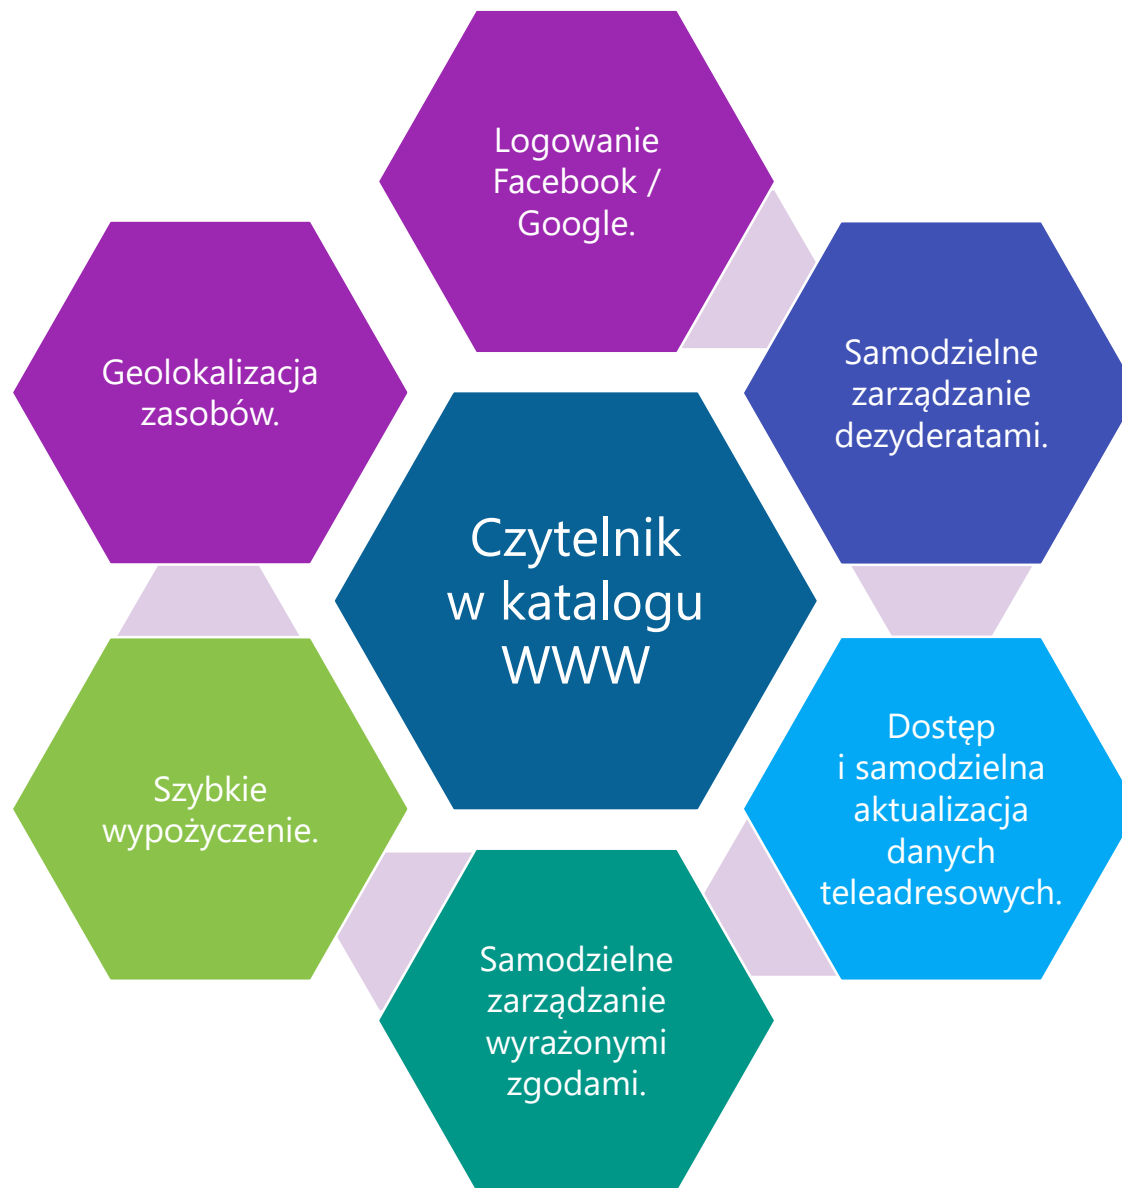 Logowanie
Facebook /
Google.
Samodzielne
zarządzanie
dezyderatami.
Dostęp
i samodzielna
aktualizacja
danych
teleadresowych.
Samodzielne
zarządzanie
wyrażonymi
zgodami.
Szybkie
wypożyczenie.
Geolokalizacja
zasobów.
Czytelnik
w katalogu
WWW